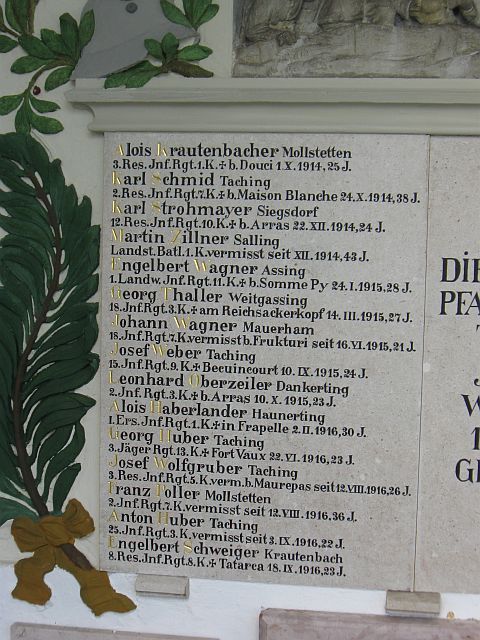 Alois Krautenbacher Mollstetten
3.Res.Jnf.Rgt.1.K.+b.Douci 1.X.1914,25 J.
Karl Schmid Taching
2.Res.Jnf.Rgt.7.K.+b.Maison Blanche 24.X.1914,38 J.
Karl Strohmayer Siegsdorf
12.Res.Jnf.Rgt.10.K.+b.Arras 22.XII.1914,24 J.
Martin Zillner Salling
Landst.Batl.1.K.vermisst seit XII.1914,43 J.
Engelbert Wagner Assing
1.Landw.Jnf.Rgt.11.K.+b.Somme Py 24.I.1915,28 J.
Georg Thaller Weitgassing
18.Jnf.Rgt.3.K.+am Reichsackerkopf 14.III.1915,27 J.
Johann Wagner Mauerham
18.Jnf.Rgt.7.K.vermisst b.Frukturi seit 16.VI.1915,21 J.
Josef Weber Taching
15.Jnf.Rgt.9.K.+Becuincourt 10.IX.1915,24 J.
Leonhard Oberzeiler Dankerting
2.Jnf.Rgt.3.K.+b.Arras 10.X.1915,23 J.
Alois Haberlander Haunerting
1.Ers.Jnf.Rgt.1.K.+in Frapelle 2.II.1916,30 J.
Georg Huber Taching
3.Jäger Rgt.13.K.+Fort Vaux 22.VI.1916,23 J.
Josef Wolfgruber Taching
3.Res.Jnf.Rgt.5.K.verm.b.Maurepas seit 12.VIII.1916,26 J.
Franz Poller Mollstetten
2.Jnf.Rgt.7.K.vermisst seit 12.VIII.1916,36 J.
Anton Huber Taching
25.Jnf.Rgt.3.K.vermisst seit 3.IX.1916,22 J.
Engelbert Schweiger Krautenbach
8.Res.Jnf.Rgt.8.K.+Tatarca 18.IX.1916,23 J.